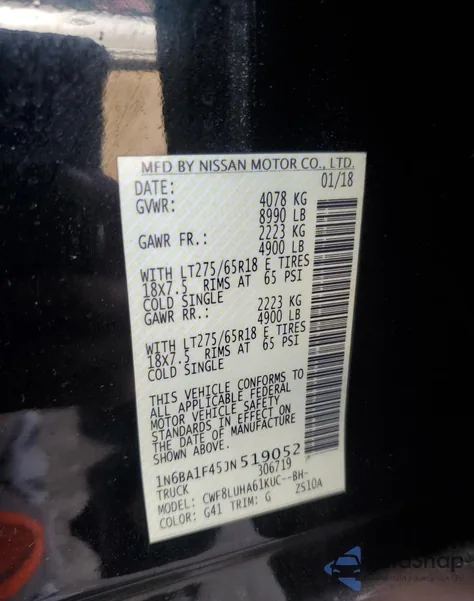 MFD BY NISSAN MOTOR CO., LTD.
DATE: 01/18
GVWR: 4078 KG
8990 LB
GAWR FR.: 2223 KG
4900 LB
WITH LT275/65R18 E TIRES
18x7.5 RIMS AT 65 PSI
COLD SINGLE
GAWR RR.: 2223 KG
4900 LB
WITH LT275/65R18 E TIRES
18x7.5 RIMS AT 65 PSI
COLD SINGLE
THIS VEHICLE CONFORMS TO
ALL APPLICABLE FEDERAL
MOTOR VEHICLE SAFETY
STANDARDS IN EFFECT ON
THE DATE OF MANUFACTURE
SHOWN ABOVE.
1N6BA1F45JN519052
306719
TRUCK
MODEL: CWF8LUHA61KUC--BH-
COLOR: G41 TRIM: G ZS10A